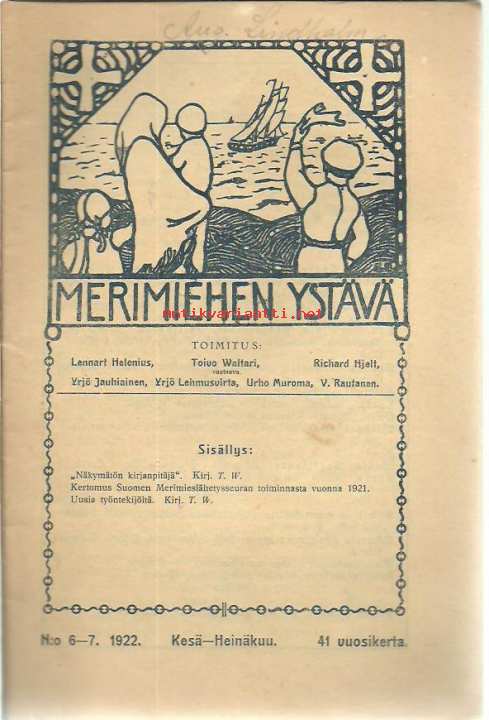 Aug. Lindholm
MERIMIEHEN YSTÄVÄ
antikvariaatti.net
TOIMITUS:
Lennart Helenius, Toivo Waltari, Richard Hjelt,
vastaava.
Yrjö Jauhiainen, Yrjö Lehmusvirta, Urho Muroma, V. Rautanen.
Sisällys:
„Näkymätön kirjanpitäjä". Kirj. T. W.
Kertomus Suomen Merimieslähetysseuran toiminnasta vuonna 1921.
Uusia työntekijöitä. Kirj. T. W.
N:o 6—7. 1922. Kesä—Heinäkuu. 41 vuosikerta.